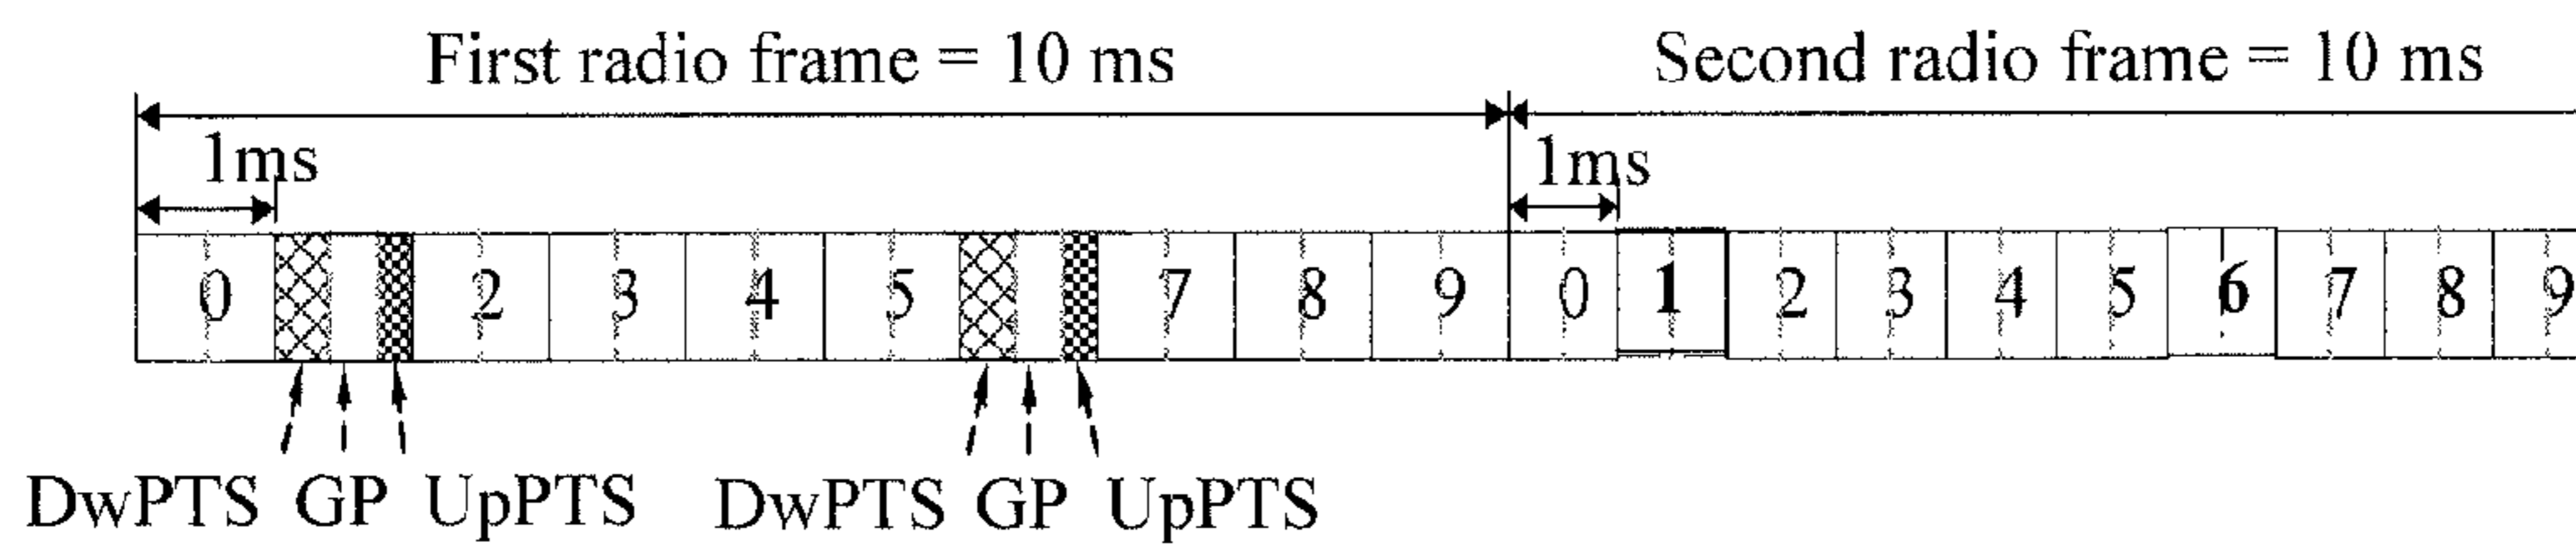 First radio frame = 10 ms Second radio frame = 10 ms
1ms 1ms
0 2 3 4 5 7 8 9 0 1 2 3 4 5 6 7 8 9
DwPTS GP UpPTS DwPTS GP UpPTS